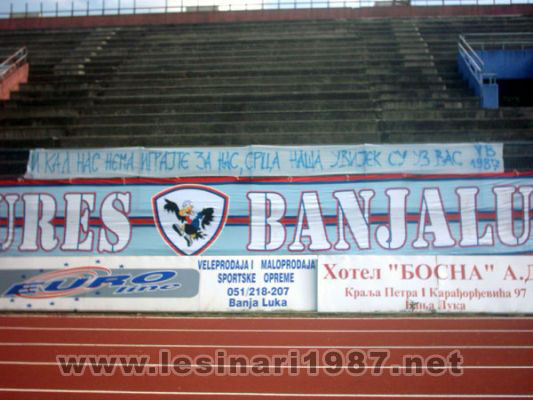 И КАД НАС НЕМА ИГРАЈТЕ ЗА НАС, СРЦА НАША УВИЈЕК СУ УЗ ВАС
УБ
1987
URES BANJALU
EURO
line
VELEPRODAJA I MALOPRODAJA
SPORTSKE OPREME
051/218-207
Banja Luka
Хотел "БОСНА" А.Д
Краља Петра I Карађорђевића 97
Бања Лука
www.lesinari1987.net